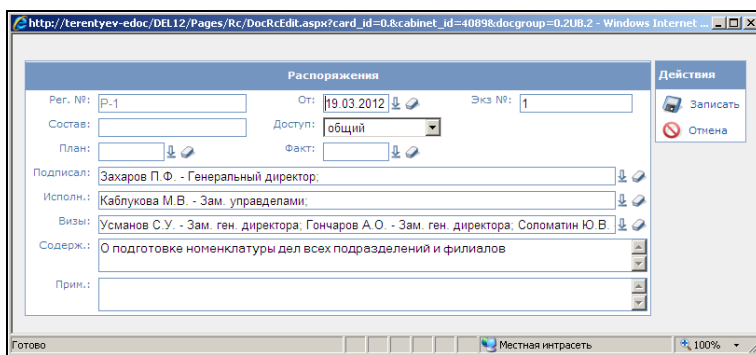 http://terentyev-edoc/DEL12/Pages/Rc/DocRcEdit.aspx?card_id=0.&cabinet_id=4089&docgroup=0.2UB.2 - Windows Internet ...
Распоряжения
Действия
Рег. №: Р-1 От: 19.03.2012 Экз №: 1
Записать
Состав: Доступ: общий
Отмена
План: Факт:
Подписал: Захаров П.Ф. - Генеральный директор;
Исполн.: Каблукова М.В. - Зам. управделами;
Визы: Усманов С.У. - Зам. ген. директора; Гончаров А.О. - Зам. ген. директора; Соломатин Ю.В.
Содерж.: О подготовке номенклатуры дел всех подразделений и филиалов
Прим.:
Готово Местная интрасеть 100%